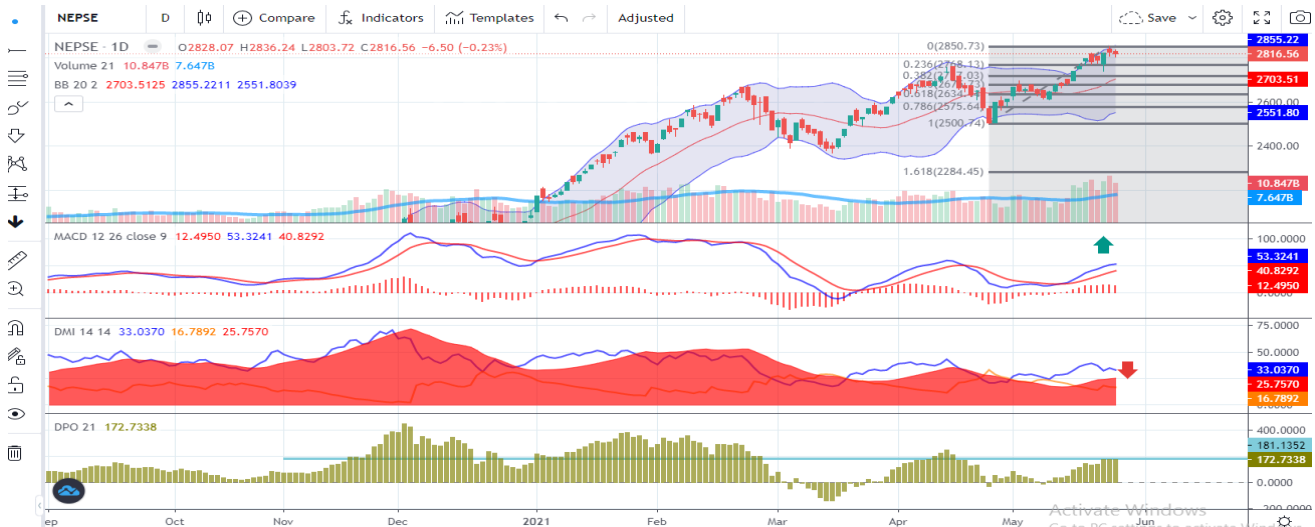 NEPSE D Compare Indicators Templates Adjusted Save
NEPSE · 1D O2828.07 H2836.24 L2803.72 C2816.56 −6.50 (−0.23%)
Volume 21 10.847B 7.647B
BB 20 2 2703.5125 2855.2211 2551.8039
0(2850.73)
0.236(2768.13)
0.618(2634.
0.786(2575.64)
1(2500.74)
1.618(2284.45)
2855.22
2816.56
2703.51
2600.00
2551.80
2400.00
10.847B
7.647B
MACD 12 26 close 9 12.4950 53.3241 40.8292
100.0000
53.3241
40.8292
12.4950
0.0000
DMI 14 14 33.0370 16.7892 25.7570
75.0000
50.0000
33.0370
25.7570
16.7892
DPO 21 172.7338
400.0000
181.1352
172.7338
0.0000
-200.0000
Oct Nov Dec 2021 Feb Mar Apr May Jun
Activate Windows